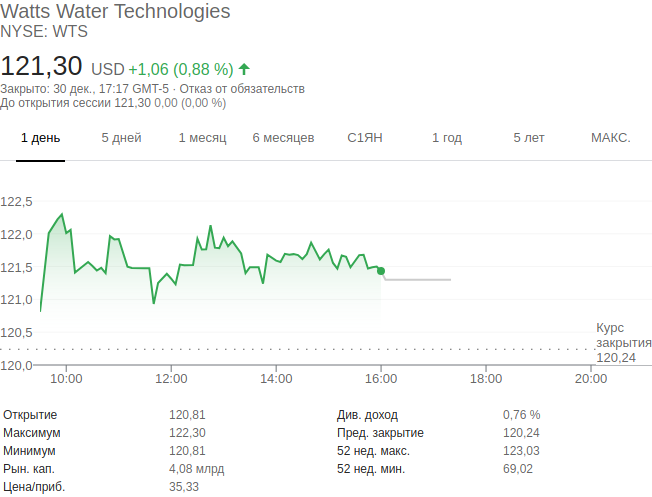 Watts Water Technologies
NYSE: WTS
121,30 USD +1,06 (0,88 %)
Закрыто: 30 дек., 17:17 GMT-5 · Отказ от обязательств
До открытия сессии 121,30 0,00 (0,00 %)
1 день 5 дней 1 месяц 6 месяцев С1ЯН 1 год 5 лет МАКС.
122,5
122,0
121,5
121,0
120,5
120,0
Курс
закрытия
120,24
10:00 12:00 14:00 16:00 18:00 20:00
Открытие 120,81 Див. доход 0,76 %
Максимум 122,30 Пред. закрытие 120,24
Минимум 120,81 52 нед. макс. 123,03
Рын. кап. 4,08 млрд 52 нед. мин. 69,02
Цена/приб. 35,33